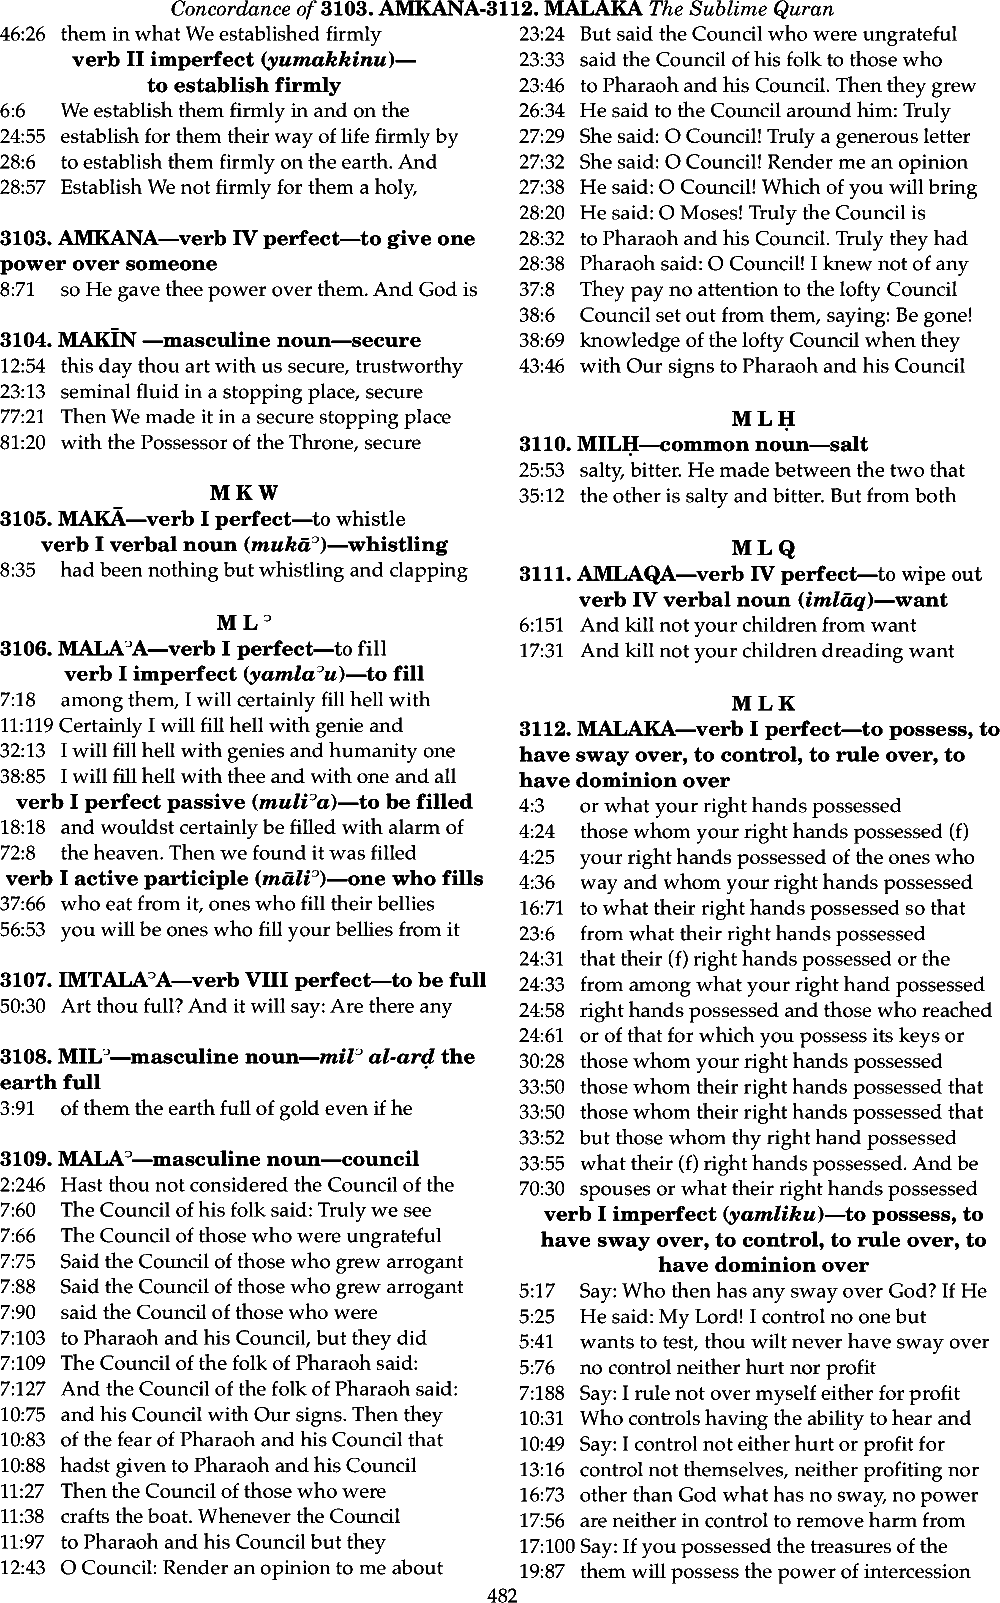 Concordance of 3103. AMKANA-3112. MALAKA The Sublime Quran
46:26 them in what We established firmly
verb II imperfect (yumakkinu)—
to establish firmly
6:6 We establish them firmly in and on the
24:55 establish for them their way of life firmly by
28:6 to establish them firmly on the earth. And
28:57 Establish We not firmly for them a holy,
3103. AMKANA—verb IV perfect—to give one
power over someone
8:71 so He gave thee power over them. And God is
3104. MAKĪN —masculine noun—secure
12:54 this day thou art with us secure, trustworthy
23:13 seminal fluid in a stopping place, secure
77:21 Then We made it in a secure stopping place
81:20 with the Possessor of the Throne, secure
M K W
3105. MAKĀ—verb I perfect—to whistle
verb I verbal noun (mukāʾ)—whistling
8:35 had been nothing but whistling and clapping
M L ʾ
3106. MALAʾA—verb I perfect—to fill
verb I imperfect (yamlaʾu)—to fill
7:18 among them, I will certainly fill hell with
11:119 Certainly I will fill hell with genie and
32:13 I will fill hell with genies and humanity one
38:85 I will fill hell with thee and with one and all
verb I perfect passive (muliʾa)—to be filled
18:18 and wouldst certainly be filled with alarm of
72:8 the heaven. Then we found it was filled
verb I active participle (māliʾ)—one who fills
37:66 who eat from it, ones who fill their bellies
56:53 you will be ones who fill your bellies from it
3107. IMTALAʾA—verb VIII perfect—to be full
50:30 Art thou full? And it will say: Are there any
3108. MILʾ—masculine noun—milʾ al-arḍ the
earth full
3:91 of them the earth full of gold even if he
3109. MALAʾ—masculine noun—council
2:246 Hast thou not considered the Council of the
7:60 The Council of his folk said: Truly we see
7:66 The Council of those who were ungrateful
7:75 Said the Council of those who grew arrogant
7:88 Said the Council of those who grew arrogant
7:90 said the Council of those who were
7:103 to Pharaoh and his Council, but they did
7:109 The Council of the folk of Pharaoh said:
7:127 And the Council of the folk of Pharaoh said:
10:75 and his Council with Our signs. Then they
10:83 of the fear of Pharaoh and his Council that
10:88 hadst given to Pharaoh and his Council
11:27 Then the Council of those who were
11:38 crafts the boat. Whenever the Council
11:97 to Pharaoh and his Council but they
12:43 O Council: Render an opinion to me about
23:24 But said the Council who were ungrateful
23:33 said the Council of his folk to those who
23:46 to Pharaoh and his Council. Then they grew
26:34 He said to the Council around him: Truly
27:29 She said: O Council! Truly a generous letter
27:32 She said: O Council! Render me an opinion
27:38 He said: O Council! Which of you will bring
28:20 He said: O Moses! Truly the Council is
28:32 to Pharaoh and his Council. Truly they had
28:38 Pharaoh said: O Council! I knew not of any
37:8 They pay no attention to the lofty Council
38:6 Council set out from them, saying: Be gone!
38:69 knowledge of the lofty Council when they
43:46 with Our signs to Pharaoh and his Council
M L Ḥ
3110. MILḤ—common noun—salt
25:53 salty, bitter. He made between the two that
35:12 the other is salty and bitter. But from both
M L Q
3111. AMLAQA—verb IV perfect—to wipe out
verb IV verbal noun (imlāq)—want
6:151 And kill not your children from want
17:31 And kill not your children dreading want
M L K
3112. MALAKA—verb I perfect—to possess, to
have sway over, to control, to rule over, to
have dominion over
4:3 or what your right hands possessed
4:24 those whom your right hands possessed (f)
4:25 your right hands possessed of the ones who
4:36 way and whom your right hands possessed
16:71 to what their right hands possessed so that
23:6 from what their right hands possessed
24:31 that their (f) right hands possessed or the
24:33 from among what your right hand possessed
24:58 right hands possessed and those who reached
24:61 or of that for which you possess its keys or
30:28 those whom your right hands possessed
33:50 those whom their right hands possessed that
33:50 those whom their right hands possessed that
33:52 but those whom thy right hand possessed
33:55 what their (f) right hands possessed. And be
70:30 spouses or what their right hands possessed
verb I imperfect (yamliku)—to possess, to
have sway over, to control, to rule over, to
have dominion over
5:17 Say: Who then has any sway over God? If He
5:25 He said: My Lord! I control no one but
5:41 wants to test, thou wilt never have sway over
5:76 no control neither hurt nor profit
7:188 Say: I rule not over myself either for profit
10:31 Who controls having the ability to hear and
10:49 Say: I control not either hurt or profit for
13:16 control not themselves, neither profiting nor
16:73 other than God what has no sway, no power
17:56 are neither in control to remove harm from
17:100 Say: If you possessed the treasures of the
19:87 them will possess the power of intercession
482